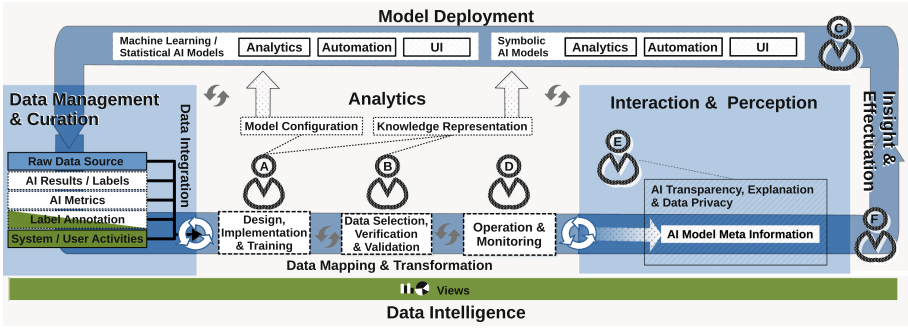 Model Deployment
Machine Learning /
Statistical AI Models
Analytics
Automation
UI
Symbolic
AI Models
Analytics
Automation
UI
C
Data Management
& Curation
Analytics
Interaction & Perception
Insight &
Effectuation
Data Integration
Model Configuration
Knowledge Representation
Raw Data Source
AI Results / Labels
AI Metrics
Label Annotation
System / User Activities
A
B
D
E
AI Transparency, Explanation
& Data Privacy
Design,
Implementation
& Training
Data Selection,
Verification
& Validation
Operation &
Monitoring
AI Model Meta Information
F
Data Mapping & Transformation
Views
Data Intelligence